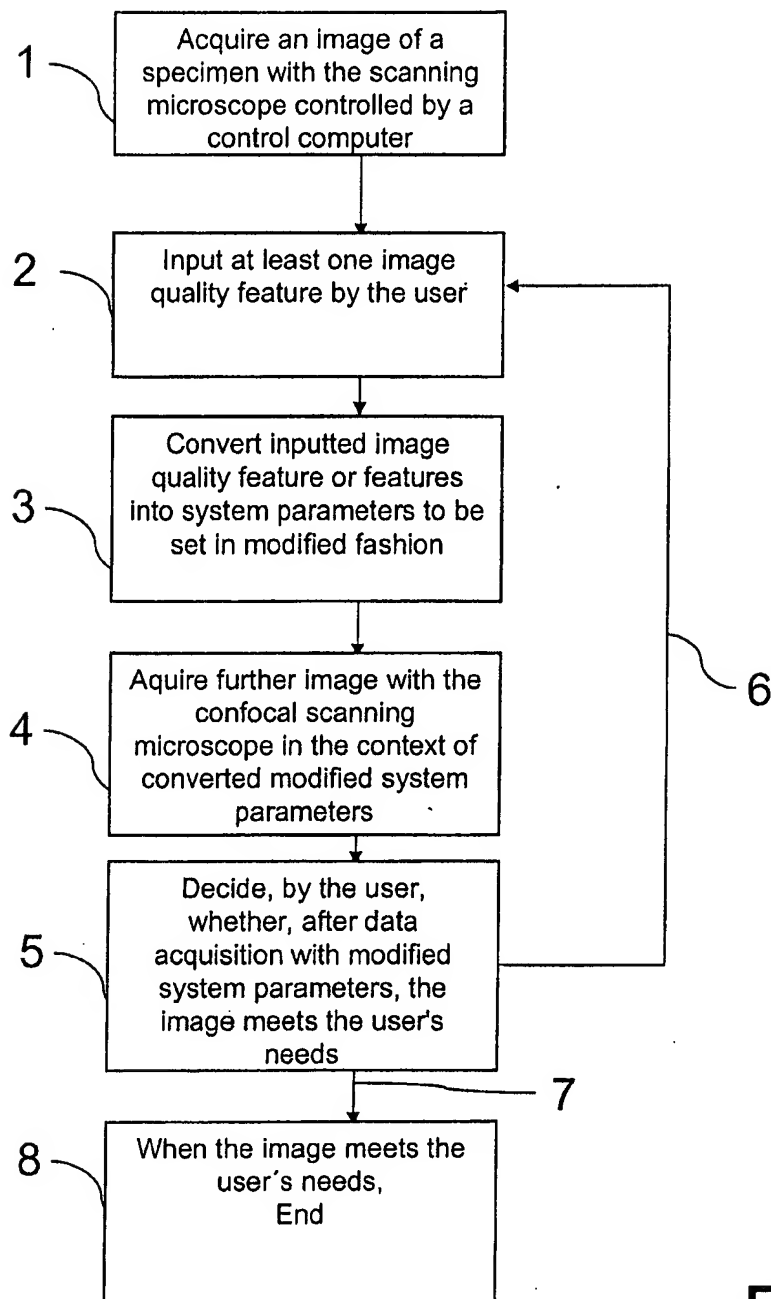 1
Acquire an image of a
specimen with the scanning
microscope controlled by a
control computer
2
Input at least one image
quality feature by the user
3
Convert inputted image
quality feature or features
into system parameters to be
set in modified fashion
4
Aquire further image with the
confocal scanning
microscope in the context of
converted modified system
parameters
6
5
Decide, by the user,
whether, after data
acquisition with modified
system parameters, the
image meets the user's
needs
7
8
When the image meets the
user´s needs,
End